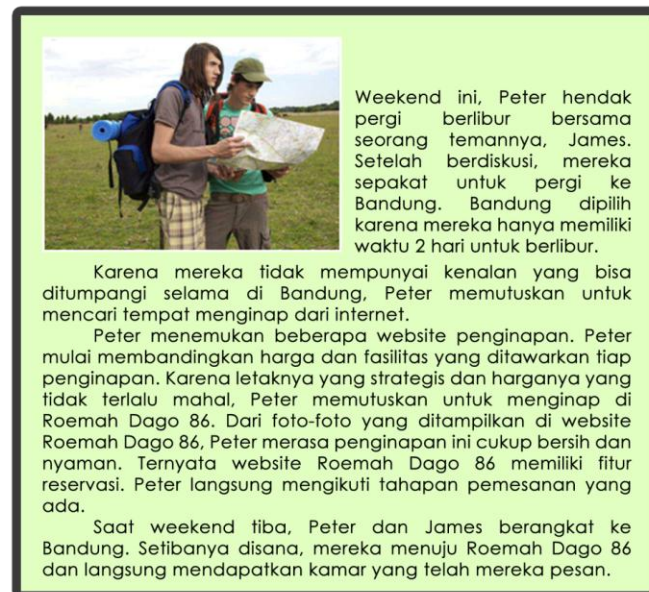 Weekend ini, Peter hendak
pergi berlibur bersama
seorang temannya, James.
Setelah berdiskusi, mereka
sepakat untuk pergi ke
Bandung. Bandung dipilih
karena mereka hanya memiliki
waktu 2 hari untuk berlibur.
Karena mereka tidak mempunyai kenalan yang bisa
ditumpangi selama di Bandung, Peter memutuskan untuk
mencari tempat menginap dari internet.
Peter menemukan beberapa website penginapan. Peter
mulai membandingkan harga dan fasilitas yang ditawarkan tiap
penginapan. Karena letaknya yang strategis dan harganya yang
tidak terlalu mahal, Peter memutuskan untuk menginap di
Roemah Dago 86. Dari foto-foto yang ditampilkan di website
Roemah Dago 86, Peter merasa penginapan ini cukup bersih dan
nyaman. Ternyata website Roemah Dago 86 memiliki fitur
reservasi. Peter langsung mengikuti tahapan pemesanan yang
ada.
Saat weekend tiba, Peter dan James berangkat ke
Bandung. Setibanya disana, mereka menuju Roemah Dago 86
dan langsung mendapatkan kamar yang telah mereka pesan.